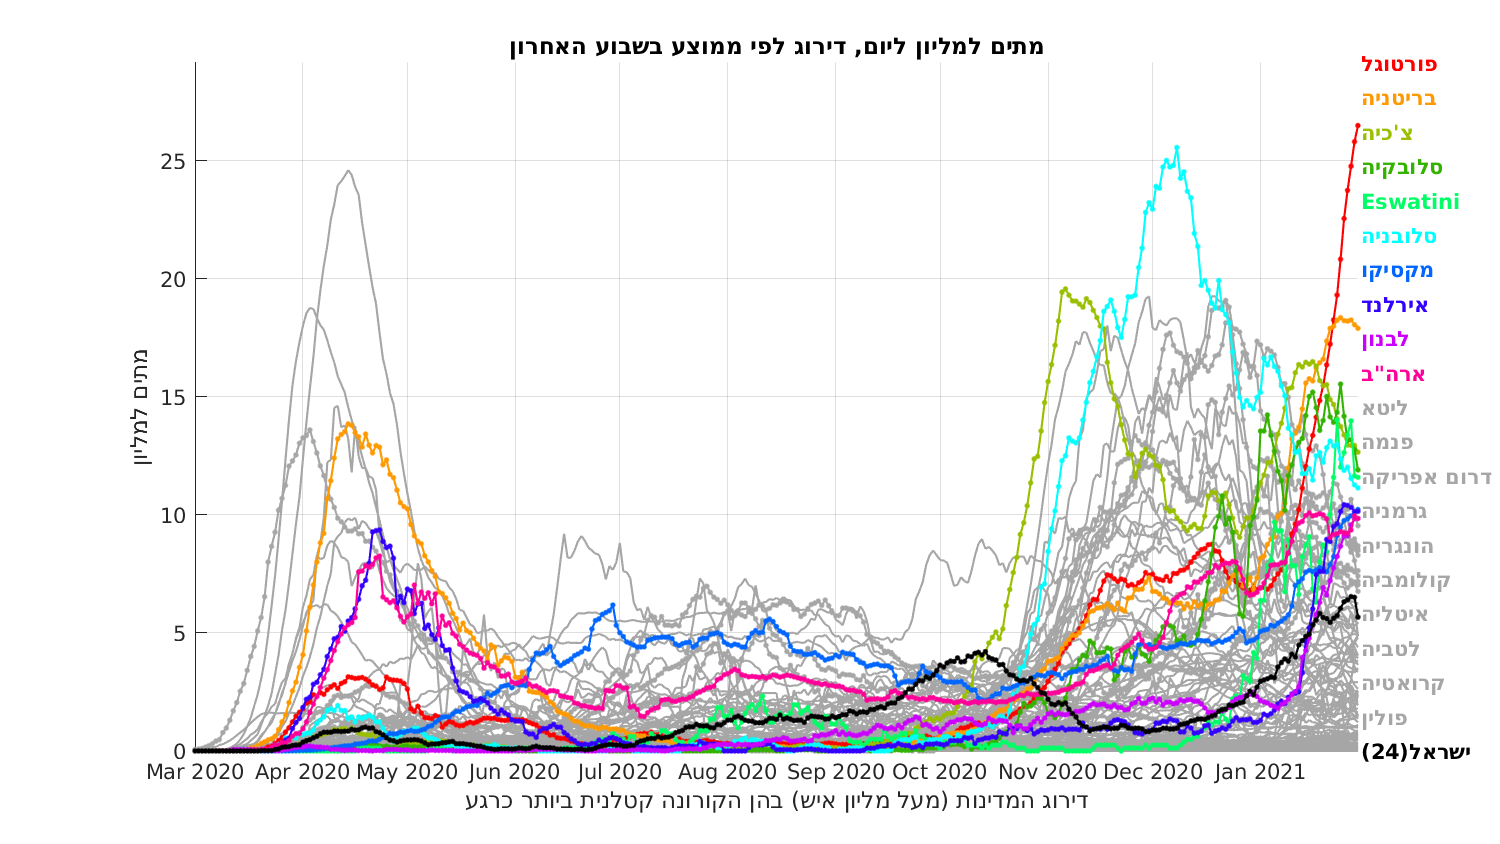 מתים למליון ליום, דירוג לפי ממוצע בשבוע האחרון
מתים למליון
25
20
15
10
5
0
Mar 2020 Apr 2020 May 2020 Jun 2020 Jul 2020 Aug 2020 Sep 2020 Oct 2020 Nov 2020 Dec 2020 Jan 2021
דירוג המדינות (מעל מליון איש) בהן הקורונה קטלנית ביותר כרגע
פורטוגל
בריטניה
צ'כיה
סלובקיה
Eswatini
סלובניה
מקסיקו
אירלנד
לבנון
ארה"ב
ליטא
פנמה
דרום אפריקה
גרמניה
הונגריה
קולומביה
איטליה
לטביה
קרואטיה
פולין
ישראל(24)